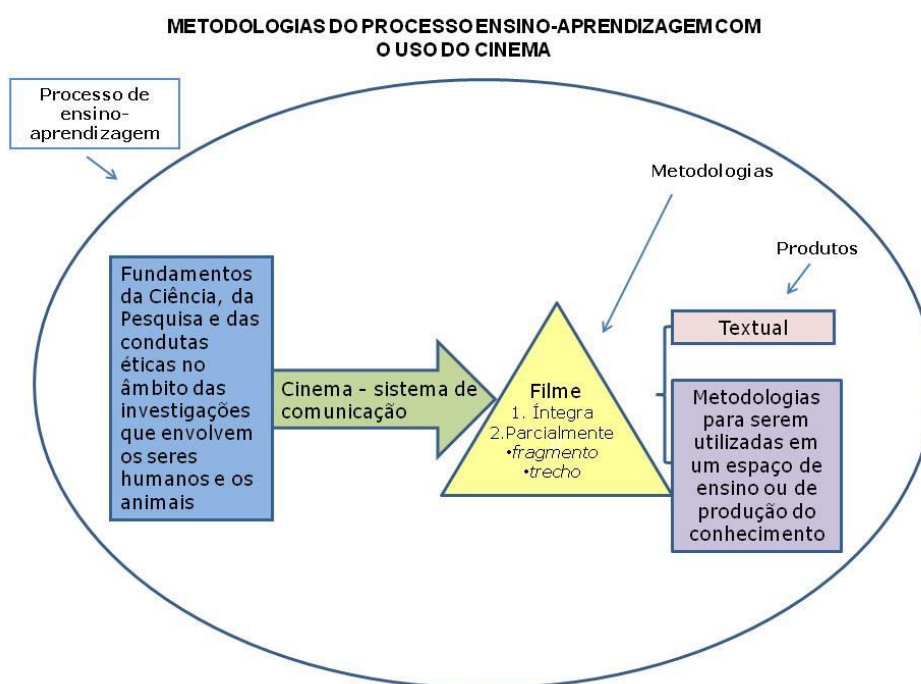 METODOLOGIAS DO PROCESSO ENSINO-APRENDIZAGEM COM
O USO DO CINEMA
Processo de
ensino-
aprendizagem
Metodologias
Produtos
Fundamentos
da Ciência, da
Pesquisa e das
condutas
éticas no
âmbito das
investigações
que envolvem
os seres
humanos e os
animais
Cinema - sistema de
comunicação
Filme
1. Íntegra
2.Parcialmente
•fragmento
•trecho
Textual
Metodologias
para serem
utilizadas em
um espaço de
ensino ou de
produção do
conhecimento